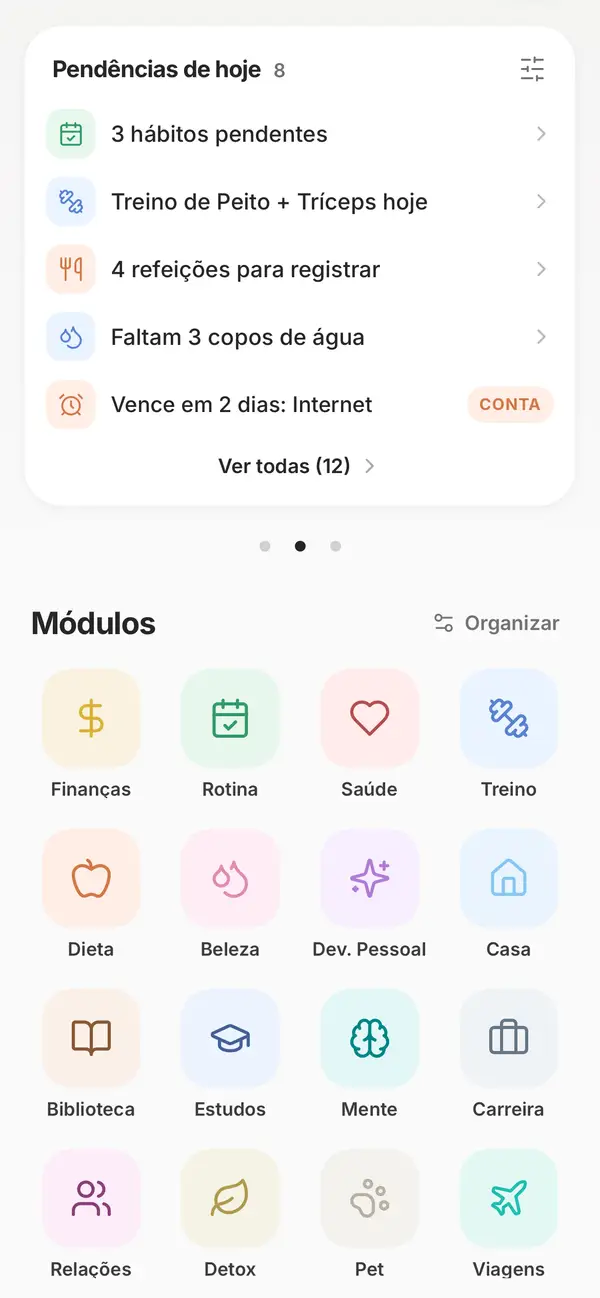 Pendências de hoje 8
3 hábitos pendentes
Treino de Peito + Tríceps hoje
4 refeições para registrar
Faltam 3 copos de água
Vence em 2 dias: Internet CONTA
Ver todas (12)
Módulos Organizar
Finanças Rotina Saúde Treino
Dieta Beleza Dev. Pessoal Casa
Biblioteca Estudos Mente Carreira
Relações Detox Pet Viagens